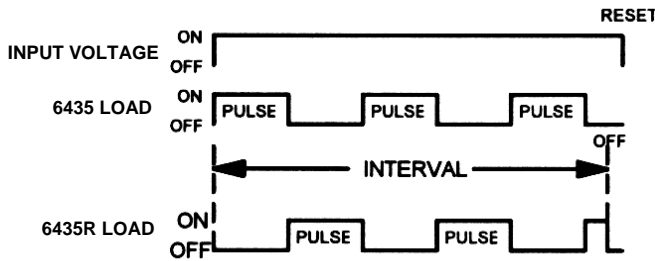 RESET
INPUT VOLTAGE ON
OFF
6435 LOAD ON
OFF PULSE PULSE PULSE
OFF
INTERVAL
6435R LOAD ON
OFF PULSE PULSE